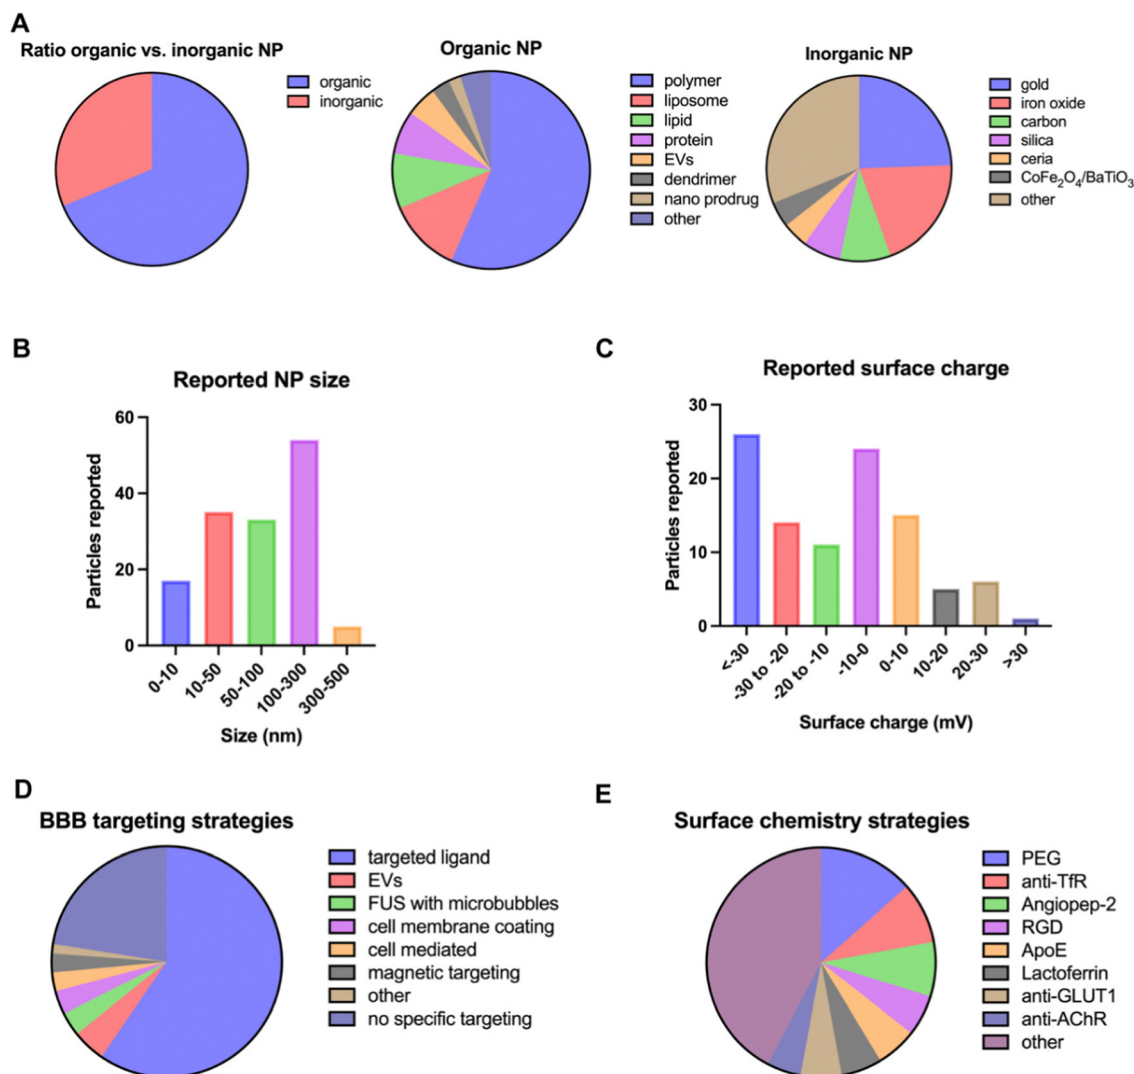 A
Ratio organic vs. inorganic NP
organic
inorganic
Organic NP
polymer
liposome
lipid
protein
EVs
dendrimer
nano prodrug
other
Inorganic NP
gold
iron oxide
carbon
silica
ceria
CoFe₂O₄/BaTiO₃
other
B
Reported NP size
Particles reported
60
40
20
0
0-10
10-50
50-100
100-300
300-500
Size (nm)
C
Reported surface charge
Particles reported
30
20
10
0
<-30
-30 to -20
-20 to -10
-10-0
0-10
10-20
20-30
>30
Surface charge (mV)
D
BBB targeting strategies
targeted ligand
EVs
FUS with microbubbles
cell membrane coating
cell mediated
magnetic targeting
other
no specific targeting
E
Surface chemistry strategies
PEG
anti-TfR
Angiopep-2
RGD
ApoE
Lactoferrin
anti-GLUT1
anti-AChR
other